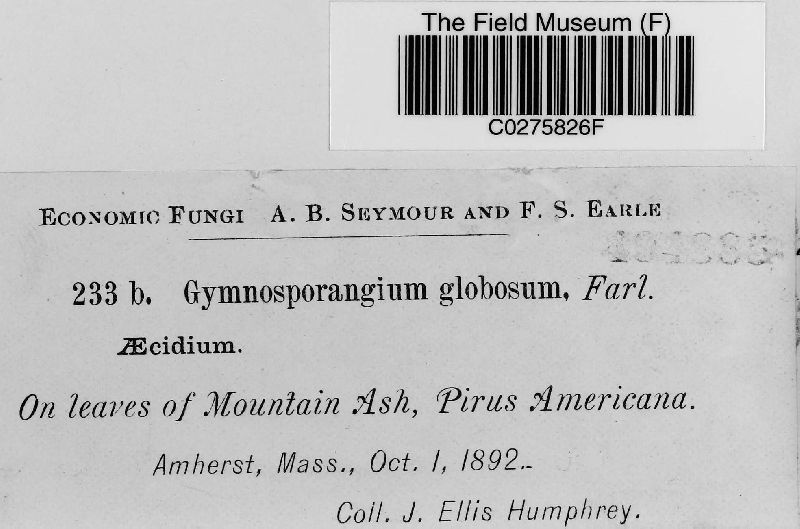 The Field Museum (F)
C0275826F
Economic Fungi A. B. Seymour and F. S. Earle
233 b. Gymnosporangium globosum, Farl.
Æcidium.
On leaves of Mountain Ash, Pirus Americana.
Amherst, Mass., Oct. 1, 1892.
Coll. J. Ellis Humphrey.